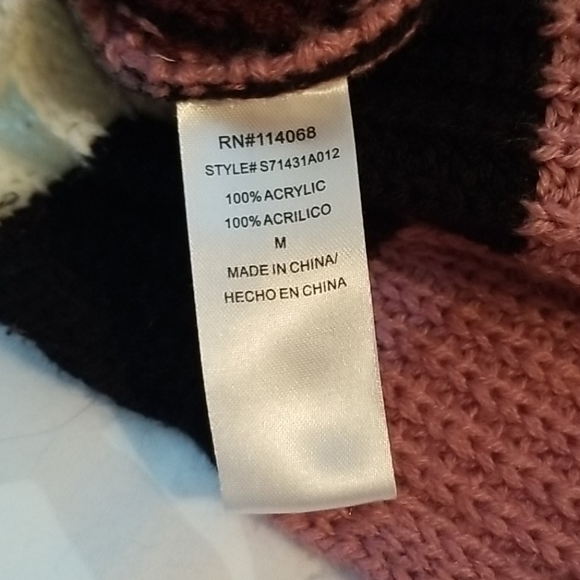 RN#114068
STYLE# S71431A012
100% ACRYLIC
100% ACRILICO
M
MADE IN CHINA/
HECHO EN CHINA